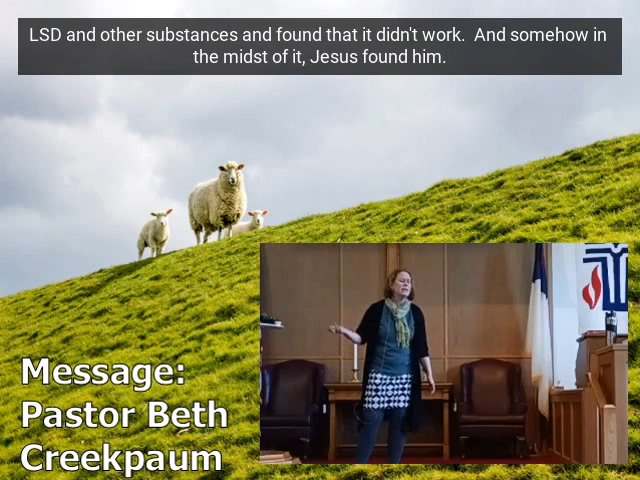 LSD and other substances and found that it didn't work.  And somehow in
the midst of it, Jesus found him.
Message:
Pastor Beth
Creekpaum